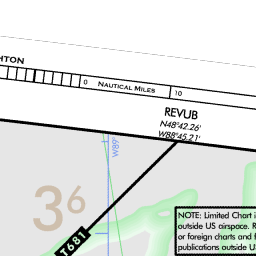 HTON
0 NAUTICAL MILES 10
REVUB
N48°42.26'
W88°45.21'
W89°
36
T681
NOTE: Limited Chart i
outside US airspace. R
or foreign charts and f
publications outside US